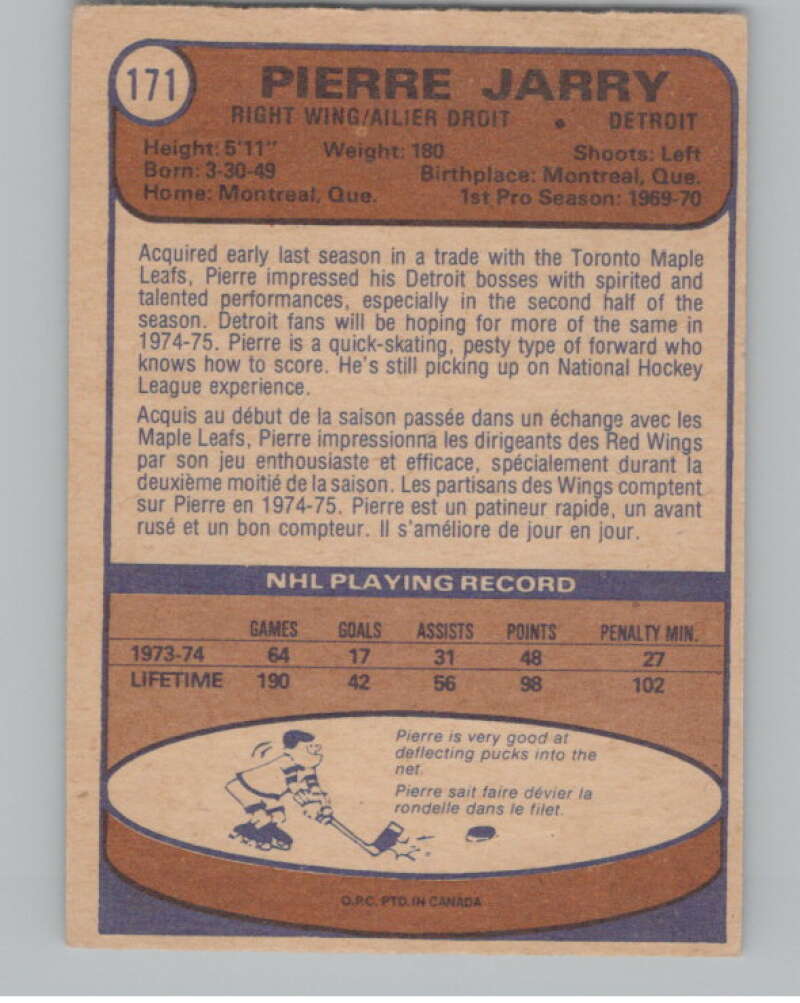 171
PIERRE JARRY
RIGHT WING/AILIER DROIT • DETROIT
Height: 5'11" Weight: 180 Shoots: Left
Born: 3-30-49 Birthplace: Montreal, Que.
Home: Montreal, Que. 1st Pro Season: 1969-70
Acquired early last season in a trade with the Toronto Maple
Leafs, Pierre impressed his Detroit bosses with spirited and
talented performances, especially in the second half of the
season. Detroit fans will be hoping for more of the same in
1974-75. Pierre is a quick-skating, pesty type of forward who
knows how to score. He's still picking up on National Hockey
League experience.
Acquis au début de la saison passée dans un échange avec les
Maple Leafs, Pierre impressionna les dirigeants des Red Wings
par son jeu enthousiaste et efficace, spécialement durant la
deuxième moitié de la saison. Les partisans des Wings comptent
sur Pierre en 1974-75. Pierre est un patineur rapide, un avant
rusé et un bon compteur. Il s'améliore de jour en jour.
NHL PLAYING RECORD
GAMES GOALS ASSISTS POINTS PENALTY MIN.
1973-74 64 17 31 48 27
LIFETIME 190 42 56 98 102
Pierre is very good at
deflecting pucks into the
net.
Pierre sait faire dévier la
rondelle dans le filet.
O.P.C. PTD. IN CANADA